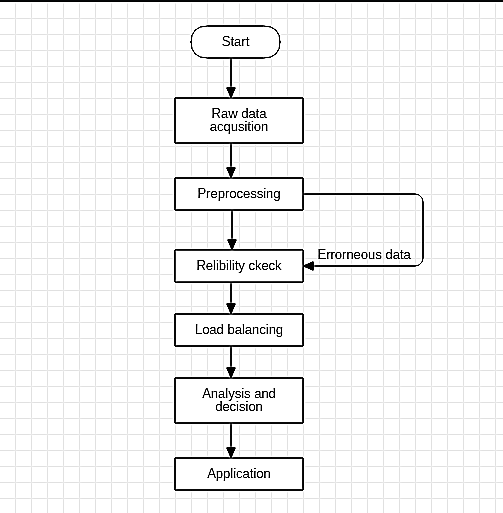 Start
Raw data
acqusition
Preprocessing
Errorneous data
Relibility ckeck
Load balancing
Analysis and
decision
Application